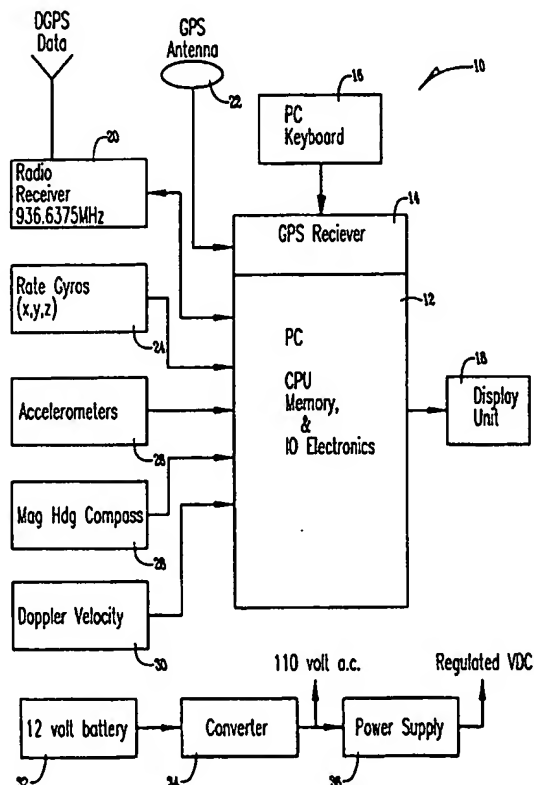 DGPS
Data
GPS
Antenna
22
16
PC
Keyboard
10
20
Radio
Receiver
936.6375MHz
14
GPS Reciever
Rate Gyros
(x,y,z)
24
12
PC
CPU
Memory,
&
IO Electronics
18
Display
Unit
Accelerometers
Mag Hdg Compass
28
Doppler Velocity
30
110 volt a.c.
Regulated VDC
12 volt battery
Converter
Power Supply